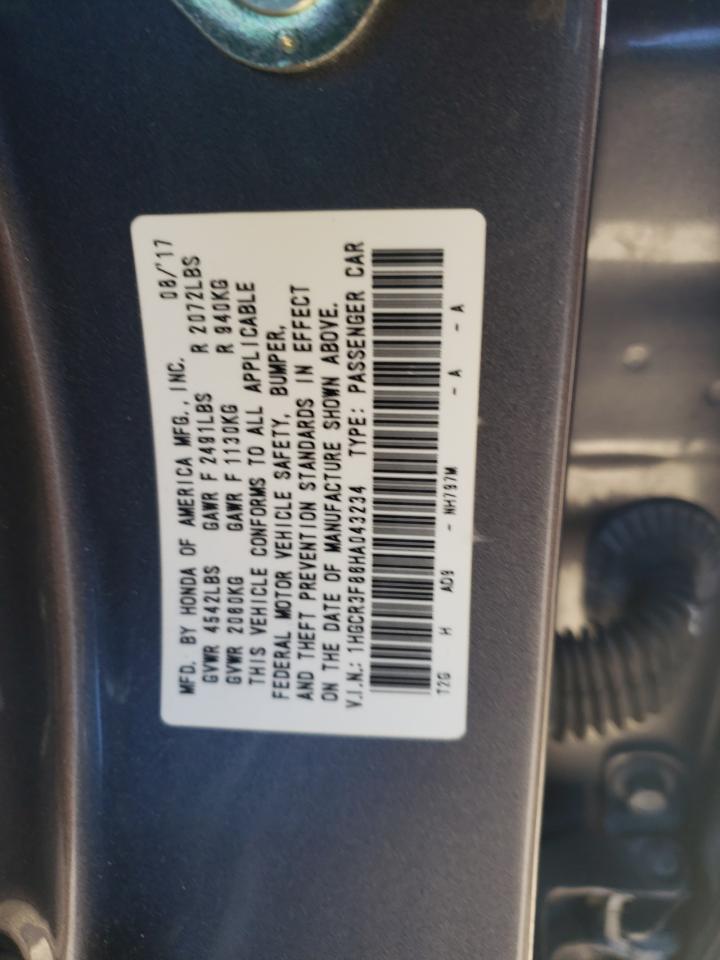 MFD. BY HONDA OF AMERICA MFG., INC. 08/'17
GVWR 4542LBS GAWR F 2491LBS R 2072LBS
GVWR 2060KG GAWR F 1130KG R 940KG
THIS VEHICLE CONFORMS TO ALL APPLICABLE
FEDERAL MOTOR VEHICLE SAFETY, BUMPER,
AND THEFT PREVENTION STANDARDS IN EFFECT
ON THE DATE OF MANUFACTURE SHOWN ABOVE.
V.I.N.: 1HGCR3F86HA043234 TYPE: PASSENGER CAR
T2G H AD9 - NH797M - A - A